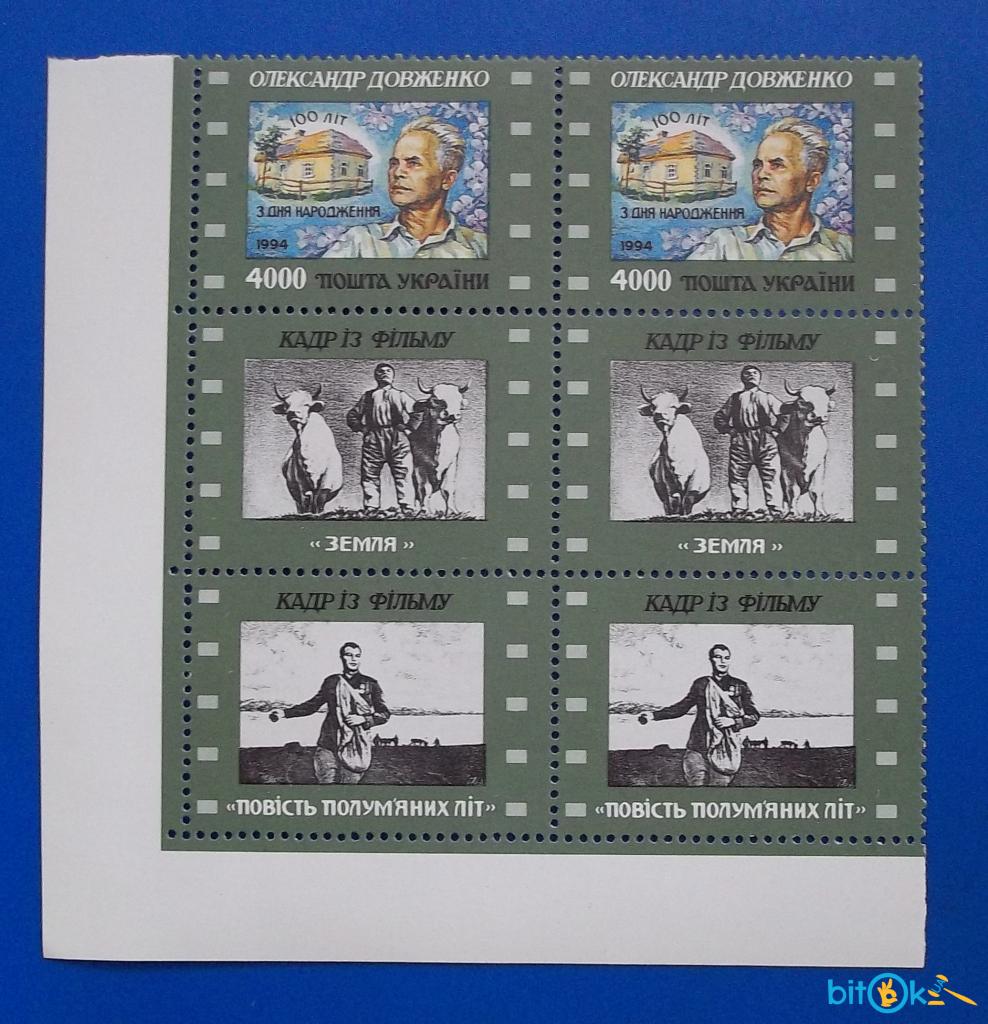 ОЛЕКСАНДР ДОВЖЕНКО
100 ЛІТ
З ДНЯ НАРОДЖЕННЯ
1994
4000 ПОШТА УКРАЇНИ
ОЛЕКСАНДР ДОВЖЕНКО
100 ЛІТ
З ДНЯ НАРОДЖЕННЯ
1994
4000 ПОШТА УКРАЇНИ
КАДР ІЗ ФІЛЬМУ
«ЗЕМЛЯ»
КАДР ІЗ ФІЛЬМУ
«ЗЕМЛЯ»
КАДР ІЗ ФІЛЬМУ
«ПОВІСТЬ ПОЛУМ'ЯНИХ ЛІТ»
КАДР ІЗ ФІЛЬМУ
«ПОВІСТЬ ПОЛУМ'ЯНИХ ЛІТ»
bitok.ua